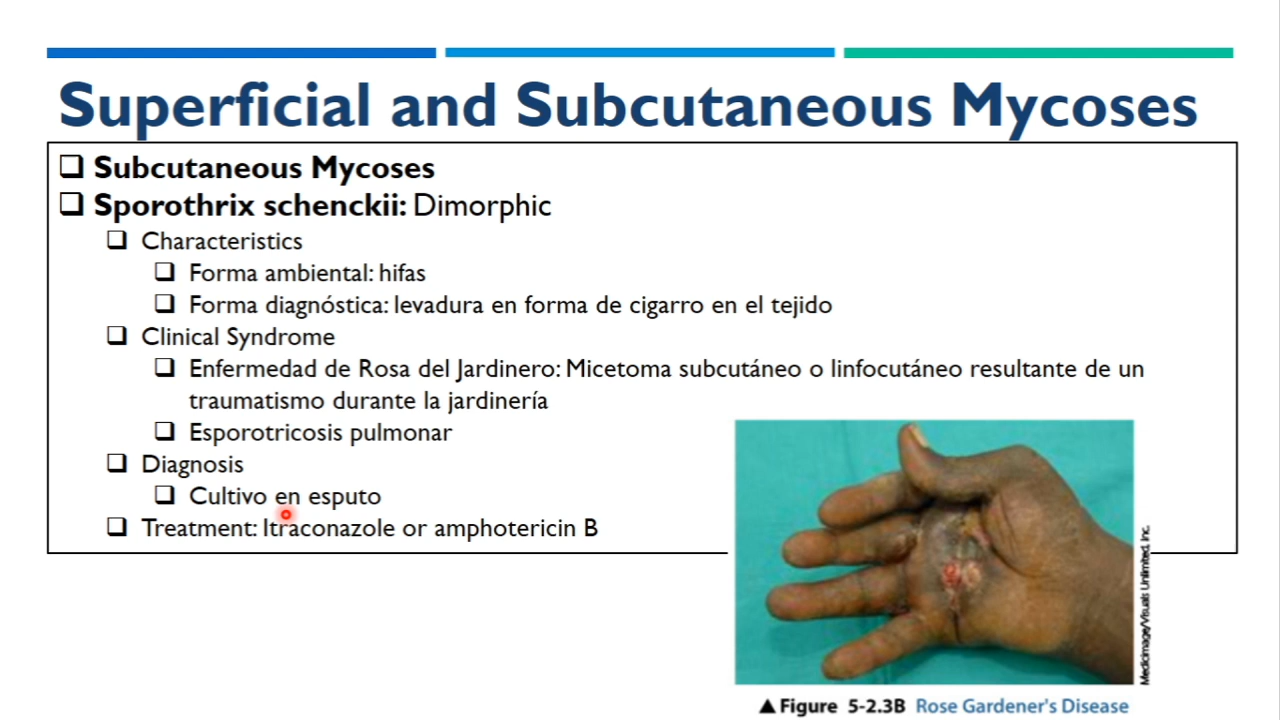 Superficial and Subcutaneous Mycoses
❑ Subcutaneous Mycoses
❑ Sporothrix schenckii: Dimorphic
❑ Characteristics
❑ Forma ambiental: hifas
❑ Forma diagnóstica: levadura en forma de cigarro en el tejido
❑ Clinical Syndrome
❑ Enfermedad de Rosa del Jardinero: Micetoma subcutáneo o linfocutáneo resultante de un
traumatismo durante la jardinería
❑ Esporotricosis pulmonar
❑ Diagnosis
❑ Cultivo en esputo
❑ Treatment: Itraconazole or amphotericin B
Medicimage/Visuals Unlimited, Inc.
▲ Figure 5-2.3B Rose Gardener's Disease